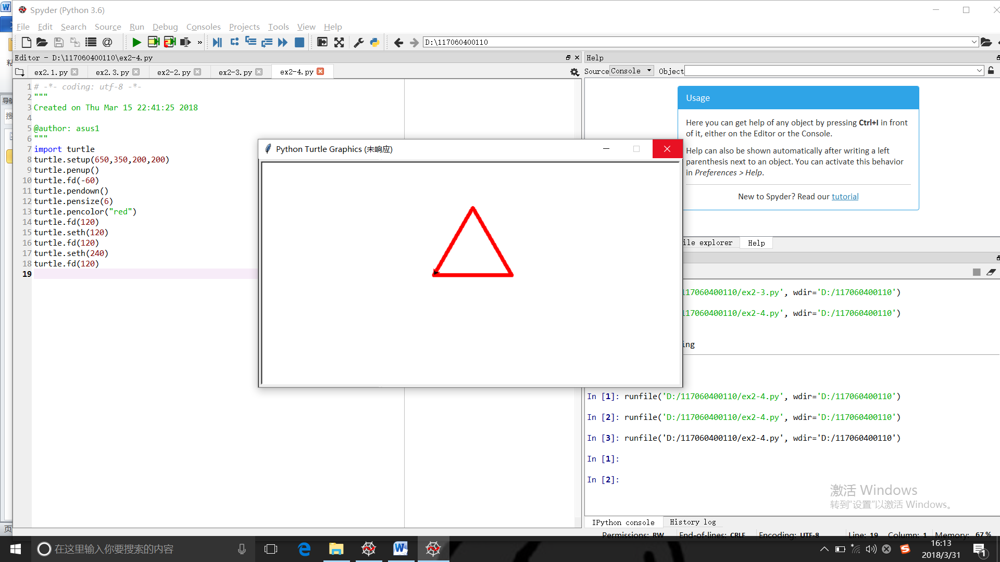 Spyder (Python 3.6)
File Edit Search Source Run Debug Consoles Projects Tools View Help
D:\117060400110
Editor - D:\117060400110\ex2-4.py
Help
ex2.1.py ex2.3.py ex2-2.py ex2-3.py ex2-4.py
Source Console Object
1 # -*- coding: utf-8 -*-
2 """
3 Created on Thu Mar 15 22:41:25 2018
4
5 @author: asus1
6 """
7 import turtle
8 turtle.setup(650,350,200,200)
9 turtle.penup()
10 turtle.fd(-60)
11 turtle.pendown()
12 turtle.pensize(6)
13 turtle.pencolor("red")
14 turtle.fd(120)
15 turtle.seth(120)
16 turtle.fd(120)
17 turtle.seth(240)
18 turtle.fd(120)
19
Python Turtle Graphics (未响应)
Usage
Here you can get help of any object by pressing Ctrl+I in front
of it, either on the Editor or the Console.
Help can also be shown automatically after writing a left
parenthesis next to an object. You can activate this behavior
in Preferences > Help.
New to Spyder? Read our tutorial
ile explorer Help
117060400110/ex2-3.py', wdir='D:/117060400110')
117060400110/ex2-4.py', wdir='D:/117060400110')
ing
In [1]: runfile('D:/117060400110/ex2-4.py', wdir='D:/117060400110')
In [2]: runfile('D:/117060400110/ex2-4.py', wdir='D:/117060400110')
In [3]: runfile('D:/117060400110/ex2-4.py', wdir='D:/117060400110')
In [1]:
In [2]:
激活 Windows
转到“设置”以激活 Windows。
IPython console History log
Permissions: RW End-of-lines: CRLF Encoding: UTF-8 Line: 19 Column: 1 Memory: 67 %
粘
导航
搜
页
在这里输入你要搜索的内容
16:13
2018/3/31
1